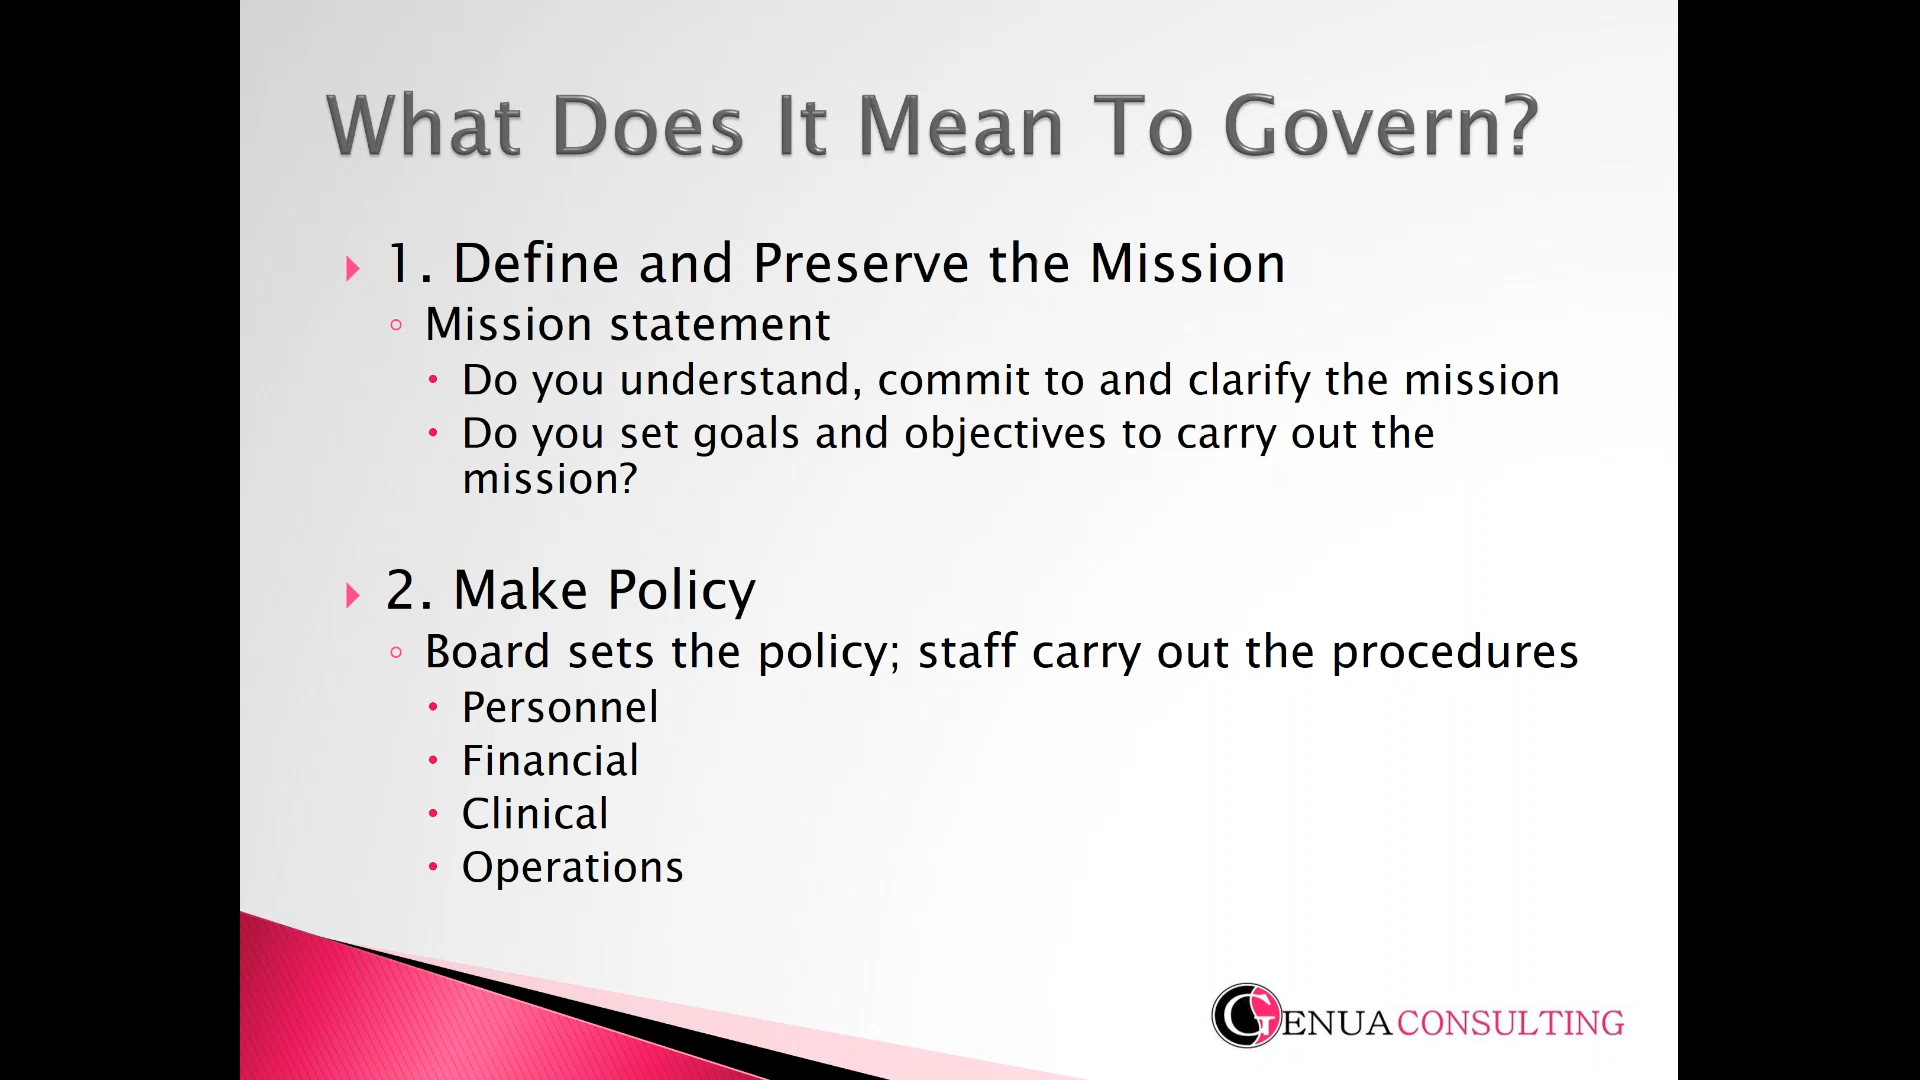 What Does It Mean To Govern?
1. Define and Preserve the Mission
Mission statement
Do you understand, commit to and clarify the mission
Do you set goals and objectives to carry out the
mission?
2. Make Policy
Board sets the policy; staff carry out the procedures
Personnel
Financial
Clinical
Operations
GENUA CONSULTING